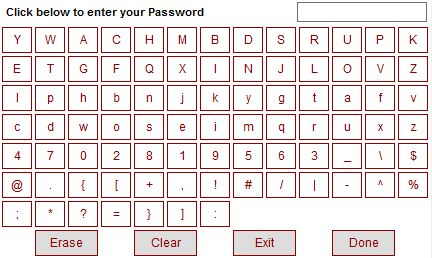 Click below to enter your Password
Y W A C H M B D S R U P K
E T G F Q X I N J L O V Z
l p h b n j k y g t a f v
c d w o s e i m q r u x z
4 7 0 2 8 1 9 5 6 3 _ \ $
@ . { [ + , ! # / | - ^ %
; * ? = } ] :
Erase Clear Exit Done